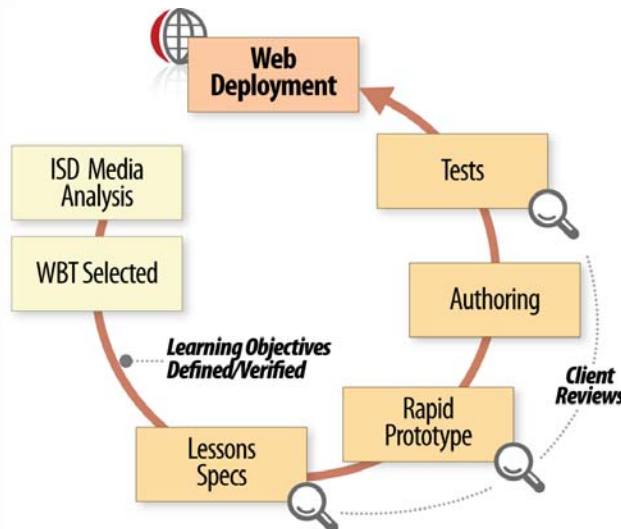 Web
Deployment
ISD Media
Analysis
WBT Selected
Learning Objectives
Defined/Verified
Lessons
Specs
Rapid
Prototype
Authoring
Tests
Client
Reviews